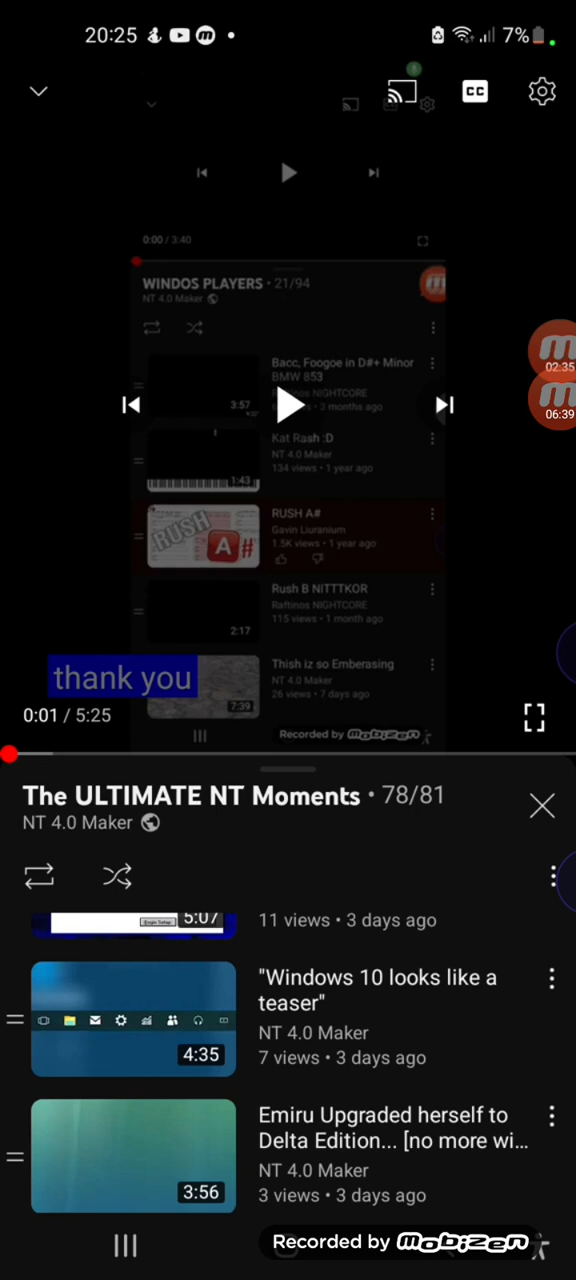 20:25
7%
CC
0:00 / 3:40
WINDOS PLAYERS • 21/94
NT 4.0 Maker
Bacc, Foogoe in D#+ Minor
BMW 853
Raftinos NIGHTCORE
3:57
• 3 months ago
02:35
06:39
Kat Rash :D
NT 4.0 Maker
134 views • 1 year ago
1:43
RUSH A#
Gavin Liuranium
1.5K views • 1 year ago
RUSH
A#
Rush B NITTTKOR
Raftinos NIGHTCORE
115 views • 1 month ago
2:17
Thish iz so Emberasing
NT 4.0 Maker
26 views • 7 days ago
7:39
thank you
0:01 / 5:25
Recorded by mobizen
The ULTIMATE NT Moments • 78/81
NT 4.0 Maker
5:07
11 views • 3 days ago
"Windows 10 looks like a
teaser"
NT 4.0 Maker
7 views • 3 days ago
4:35
Emiru Upgraded herself to
Delta Edition... [no more wi...
NT 4.0 Maker
3 views • 3 days ago
3:56
Recorded by mobizen